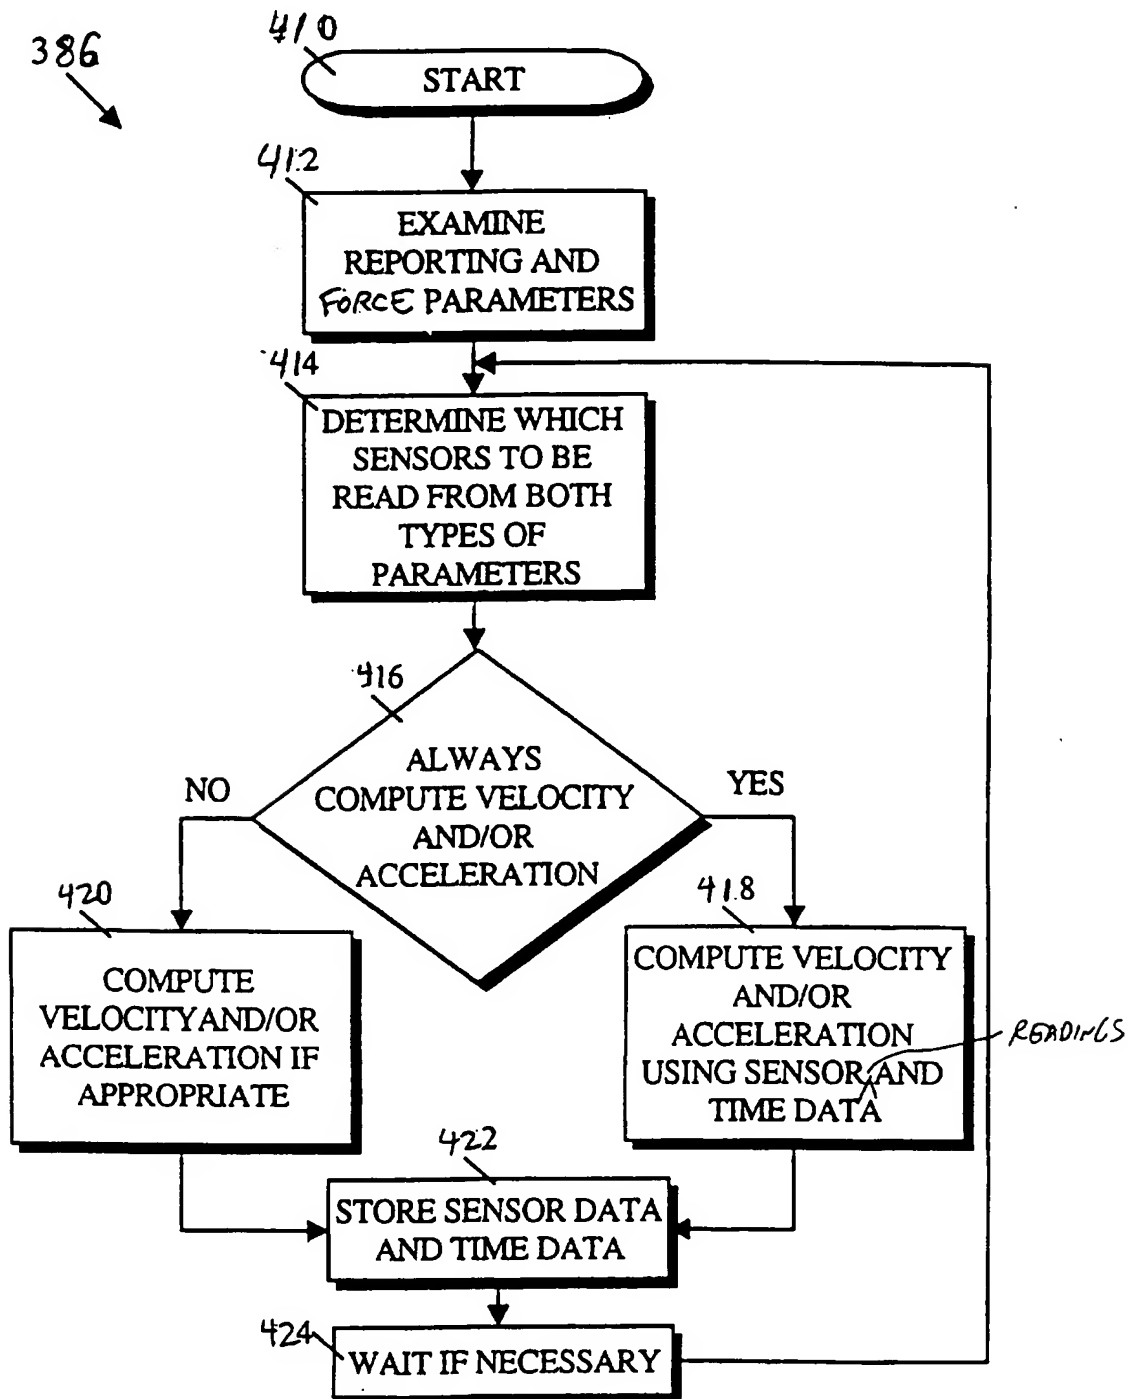 386
410
START
412
EXAMINE
REPORTING AND
FORCE PARAMETERS
414
DETERMINE WHICH
SENSORS TO BE
READ FROM BOTH
TYPES OF
PARAMETERS
416
ALWAYS
COMPUTE VELOCITY
AND/OR
ACCELERATION
NO
YES
420
COMPUTE
VELOCITY AND/OR
ACCELERATION IF
APPROPRIATE
418
COMPUTE VELOCITY
AND/OR
ACCELERATION
USING SENSOR AND
TIME DATA
READINGS
422
STORE SENSOR DATA
AND TIME DATA
424
WAIT IF NECESSARY